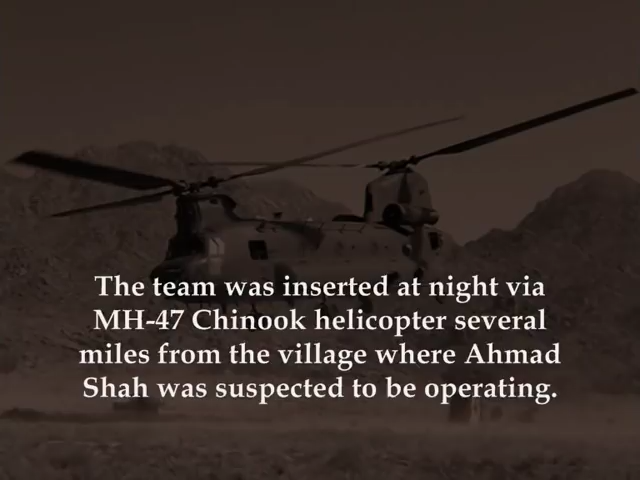 The team was inserted at night via
MH-47 Chinook helicopter several
miles from the village where Ahmad
Shah was suspected to be operating.